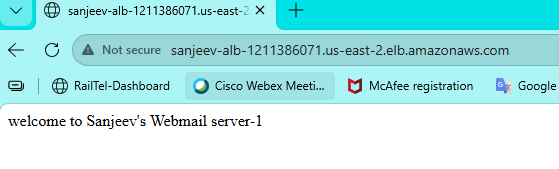 sanjeev-alb-1211386071.us-east-2
Not secure sanjeev-alb-1211386071.us-east-2.elb.amazonaws.com
RailTel-Dashboard Cisco Webex Meeti... McAfee registration Google
welcome to Sanjeev's Webmail server-1